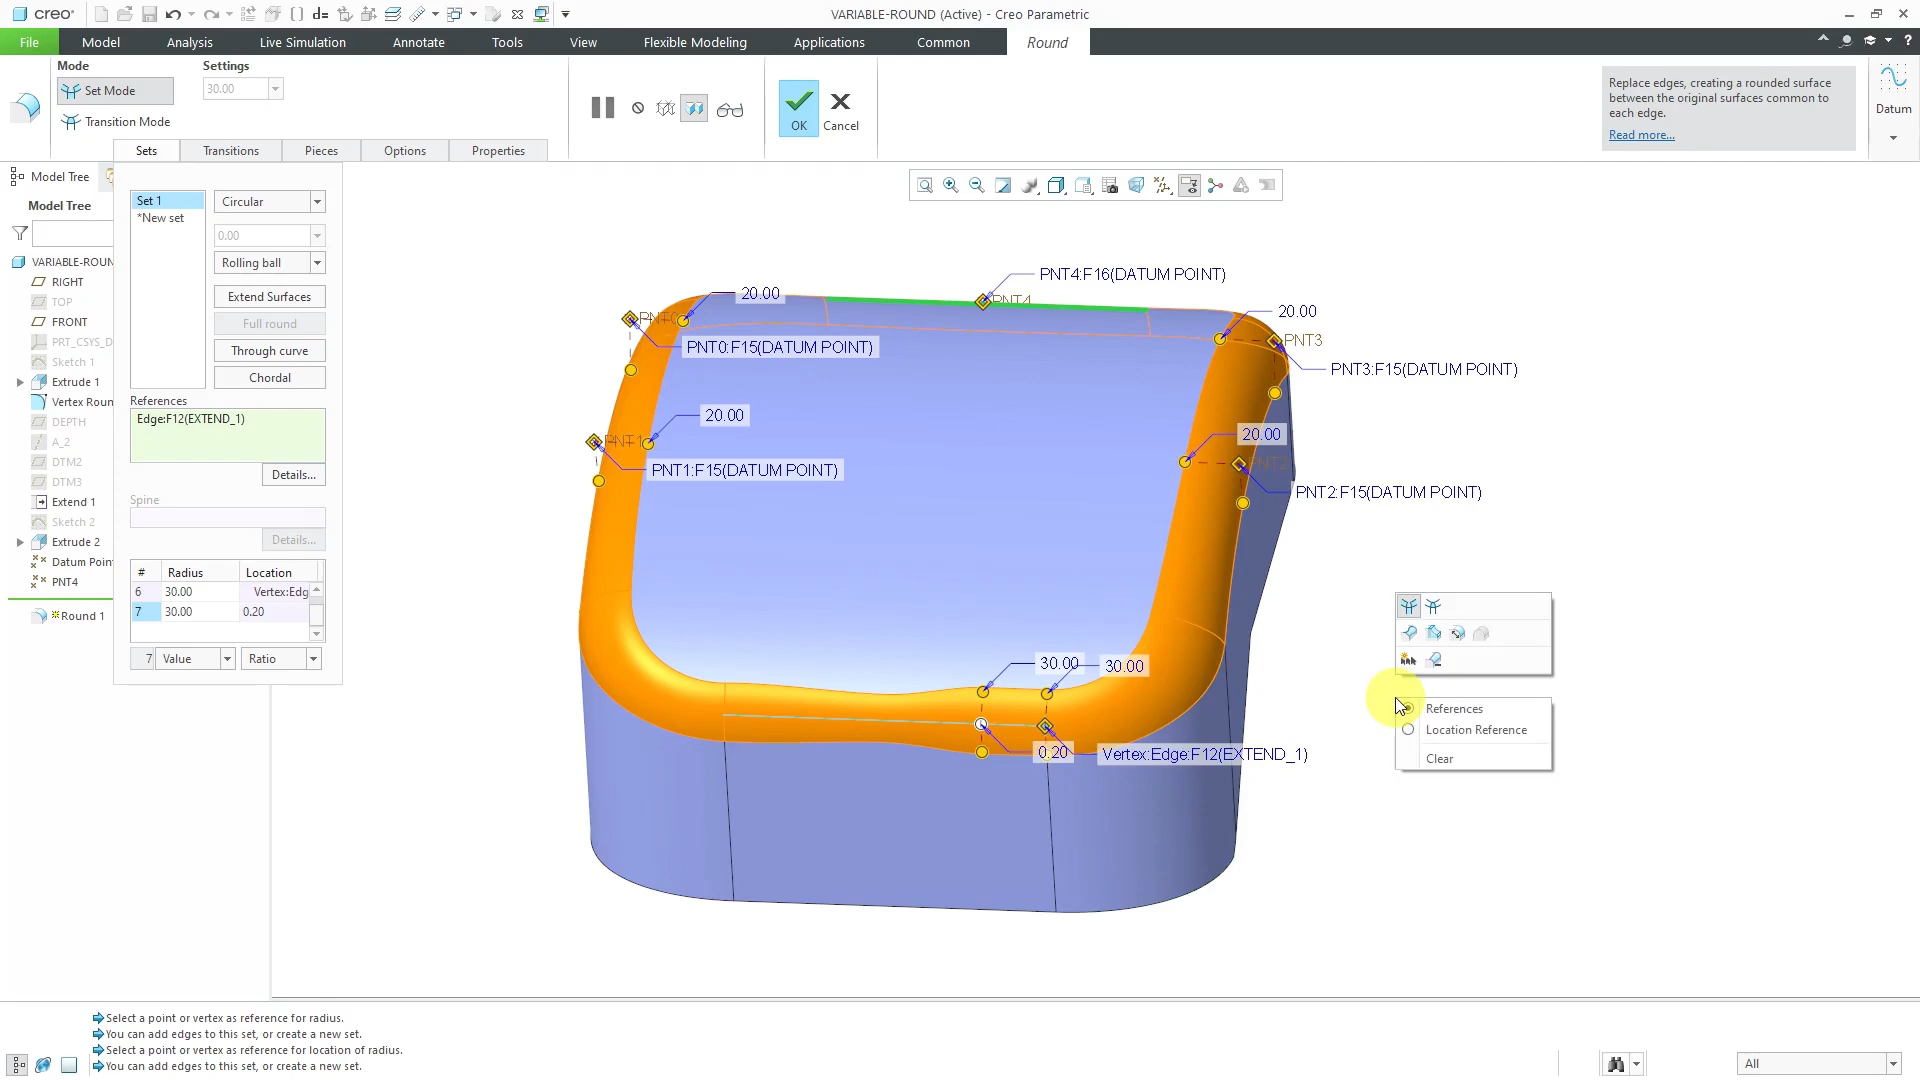 creo
VARIABLE-ROUND (Active) - Creo Parametric
File
Model
Analysis
Live Simulation
Annotate
Tools
View
Flexible Modeling
Applications
Common
Round
Mode
Settings
Set Mode
30.00
Transition Mode
OK
Cancel
Replace edges, creating a rounded surface
between the original surfaces common to
each edge.
Read more...
Datum
Sets
Transitions
Pieces
Options
Properties
Model Tree
Model Tree
VARIABLE-ROUN
RIGHT
TOP
FRONT
PRT_CSYS_D
Sketch 1
Extrude 1
Vertex Roun
DEPTH
A_2
DTM2
DTM3
Extend 1
Sketch 2
Extrude 2
Datum Poin
PNT4
Round 1
Set 1
*New set
Circular
0.00
Rolling ball
Extend Surfaces
Full round
Through curve
Chordal
References
Edge:F12(EXTEND_1)
Details...
Spine
Details...
# Radius Location
6 30.00 Vertex:Edg
7 30.00 0.20
7 Value Ratio
PNT4:F16(DATUM POINT)
PNT4
20.00
20.00
PNT0
PNT0:F15(DATUM POINT)
PNT3
PNT3:F15(DATUM POINT)
20.00
20.00
PNT1
PNT1:F15(DATUM POINT)
PNT2
PNT2:F15(DATUM POINT)
30.00
30.00
0.20
Vertex:Edge:F12(EXTEND_1)
References
Location Reference
Clear
Select a point or vertex as reference for radius.
You can add edges to this set, or create a new set.
Select a point or vertex as reference for location of radius.
You can add edges to this set, or create a new set.
All